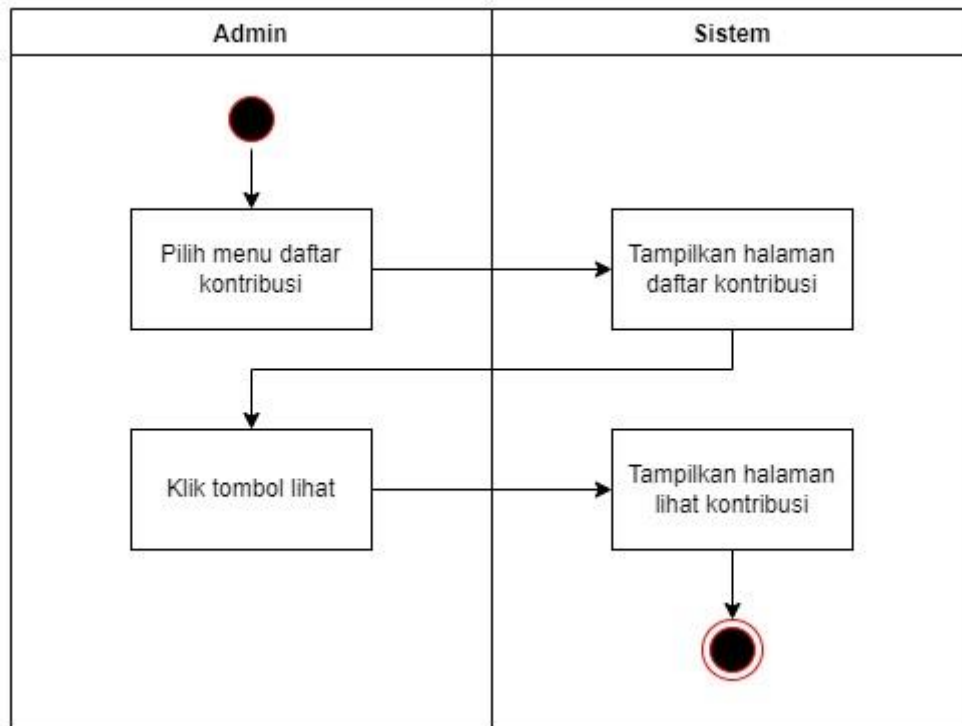 Admin
Sistem
Pilih menu daftar
kontribusi
Tampilkan halaman
daftar kontribusi
Klik tombol lihat
Tampilkan halaman
lihat kontribusi